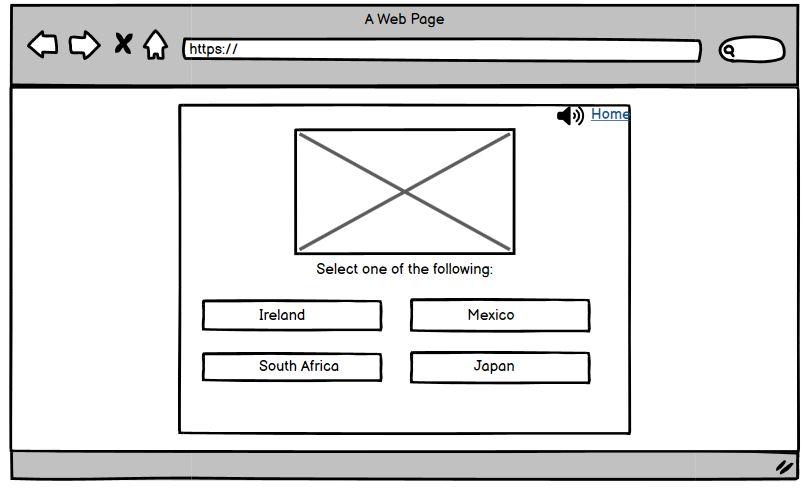 A Web Page
https://
Home
Select one of the following:
Ireland
Mexico
South Africa
Japan